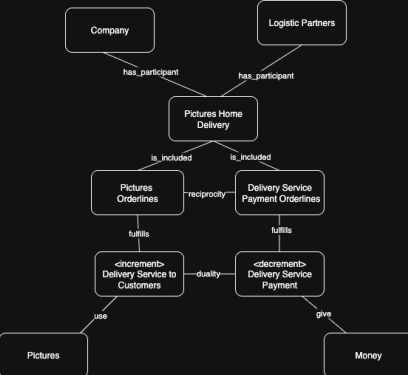 Company
Logistic Partners
has_participant
has_participant
Pictures Home
Delivery
is_included
is_included
Pictures
Orderlines
reciprocity
Delivery Service
Payment Orderlines
fulfills
fulfills
<increment>
Delivery Service to
Customers
duality
<decrement>
Delivery Service
Payment
use
give
Pictures
Money